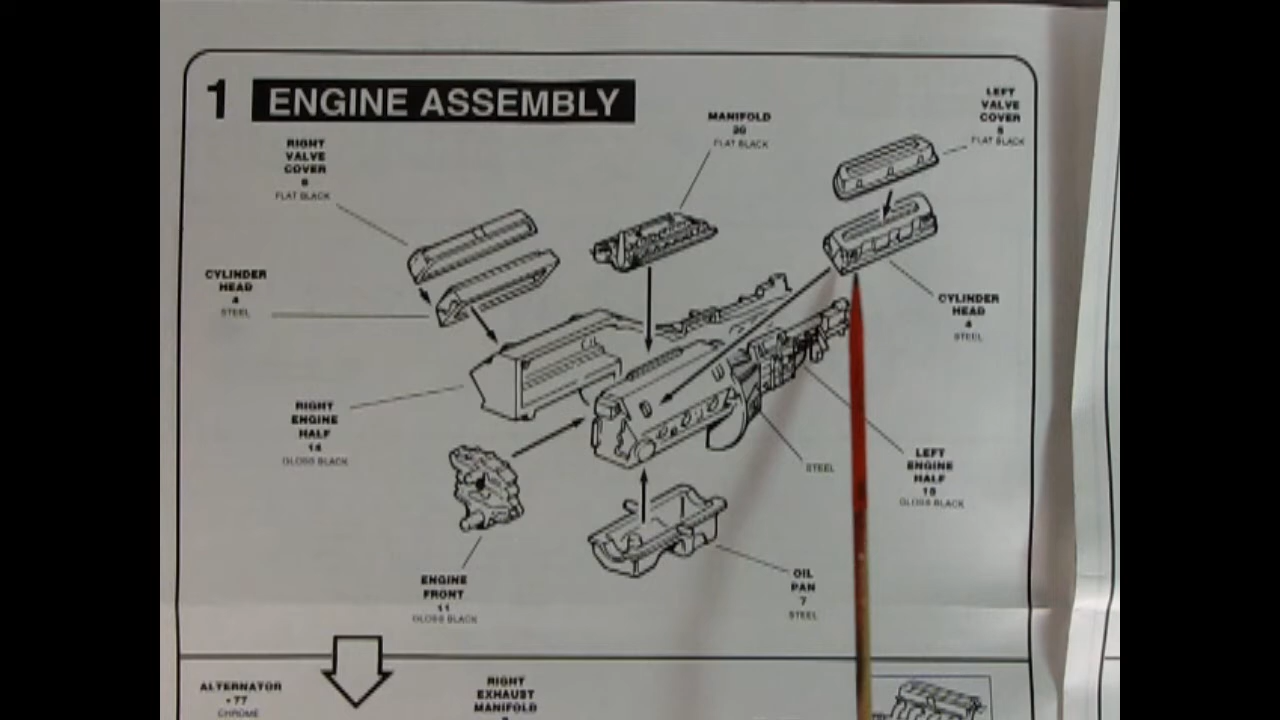 1 ENGINE ASSEMBLY
LEFT
VALVE
COVER
FLAT BLACK
MANIFOLD
20
FLAT BLACK
RIGHT
VALVE
COVER
6
FLAT BLACK
CYLINDER
HEAD
4
STEEL
CYLINDER
HEAD
4
STEEL
RIGHT
ENGINE
HALF
14
GLOSS BLACK
STEEL
LEFT
ENGINE
HALF
15
GLOSS BLACK
ENGINE
FRONT
11
GLOSS BLACK
OIL
PAN
7
STEEL
ALTERNATOR
•77
CHROME
RIGHT
EXHAUST
MANIFOLD